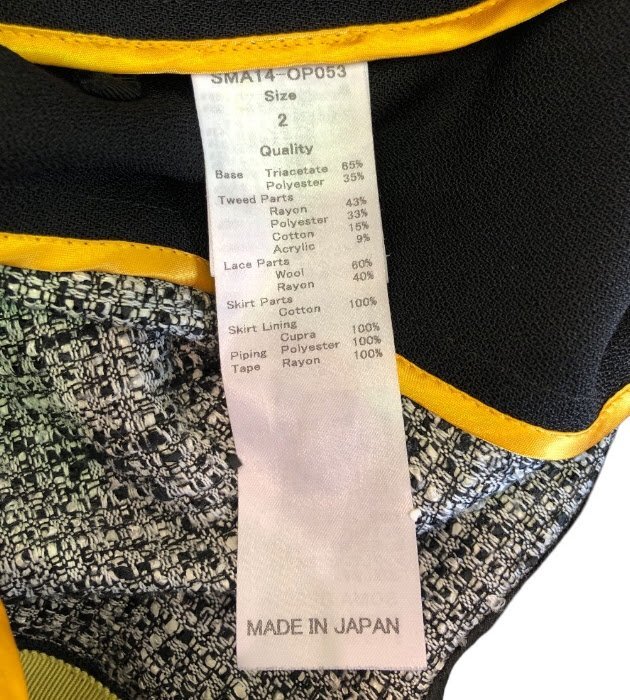 SMA14-OP053
Size
2
Quality
Base Triacetate 65%
Polyester 35%
Tweed Parts
Rayon 43%
Polyester 33%
Cotton 15%
Acrylic 9%
Lace Parts
Wool 60%
Rayon 40%
Skirt Parts
Cotton 100%
Skirt Lining
Cupra 100%
Piping Polyester 100%
Tape Rayon 100%
MADE IN JAPAN